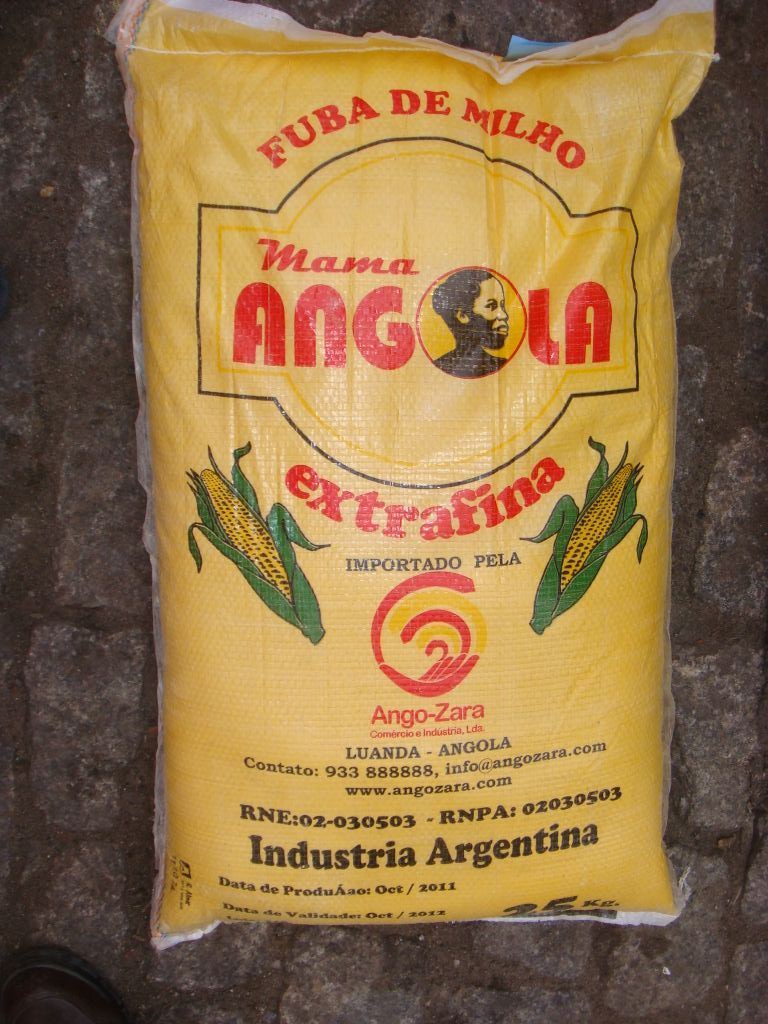 FUBA DE MILHO
Mama
ANGOLA
extrafina
IMPORTADO PELA
Ango-Zara
Comércio e Indústria, Lda.
LUANDA - ANGOLA
Contato: 933 888888, info@angozara.com
www.angozara.com
RNE:02-030503 - RNPA: 02030503
Industria Argentina
Data de ProduÁao: Oct / 2011
Data de Validade: Oct / 2012
25 Kg.